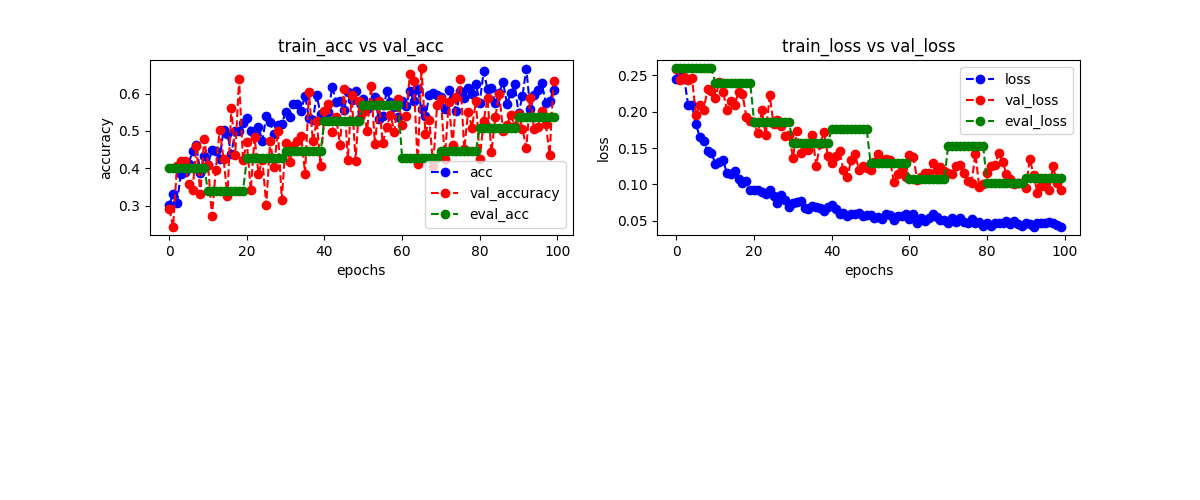 train_acc vs val_acc
accuracy
0.6
0.5
0.4
0.3
acc
val_accuracy
eval_acc
0 20 40 60 80 100
epochs
train_loss vs val_loss
loss
0.25
0.20
0.15
0.10
0.05
loss
val_loss
eval_loss
0 20 40 60 80 100
epochs